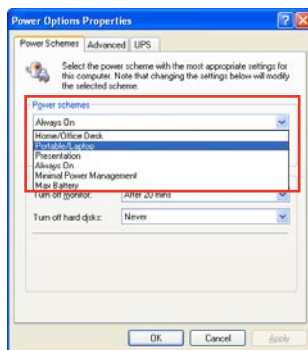 Power Options Properties
Power Schemes Advanced UPS
Select the power scheme with the most appropriate settings for
this computer. Note that changing the settings below will modify
the selected scheme.
Power schemes
Always On
Home/Office Desk
Portable/Laptop
Presentation
Always On
Minimal Power Management
Max Battery
Turn off monitor: After 20 mins
Turn off hard disks: Never
OK Cancel Apply